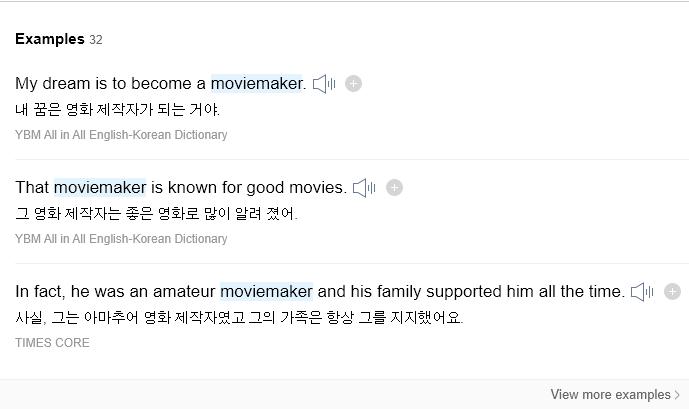 Examples 32
My dream is to become a moviemaker.
내 꿈은 영화 제작자가 되는 거야.
YBM All in All English-Korean Dictionary
That moviemaker is known for good movies.
그 영화 제작자는 좋은 영화로 많이 알려 졌어.
YBM All in All English-Korean Dictionary
In fact, he was an amateur moviemaker and his family supported him all the time.
사실, 그는 아마추어 영화 제작자였고 그의 가족은 항상 그를 지지했어요.
TIMES CORE
View more examples